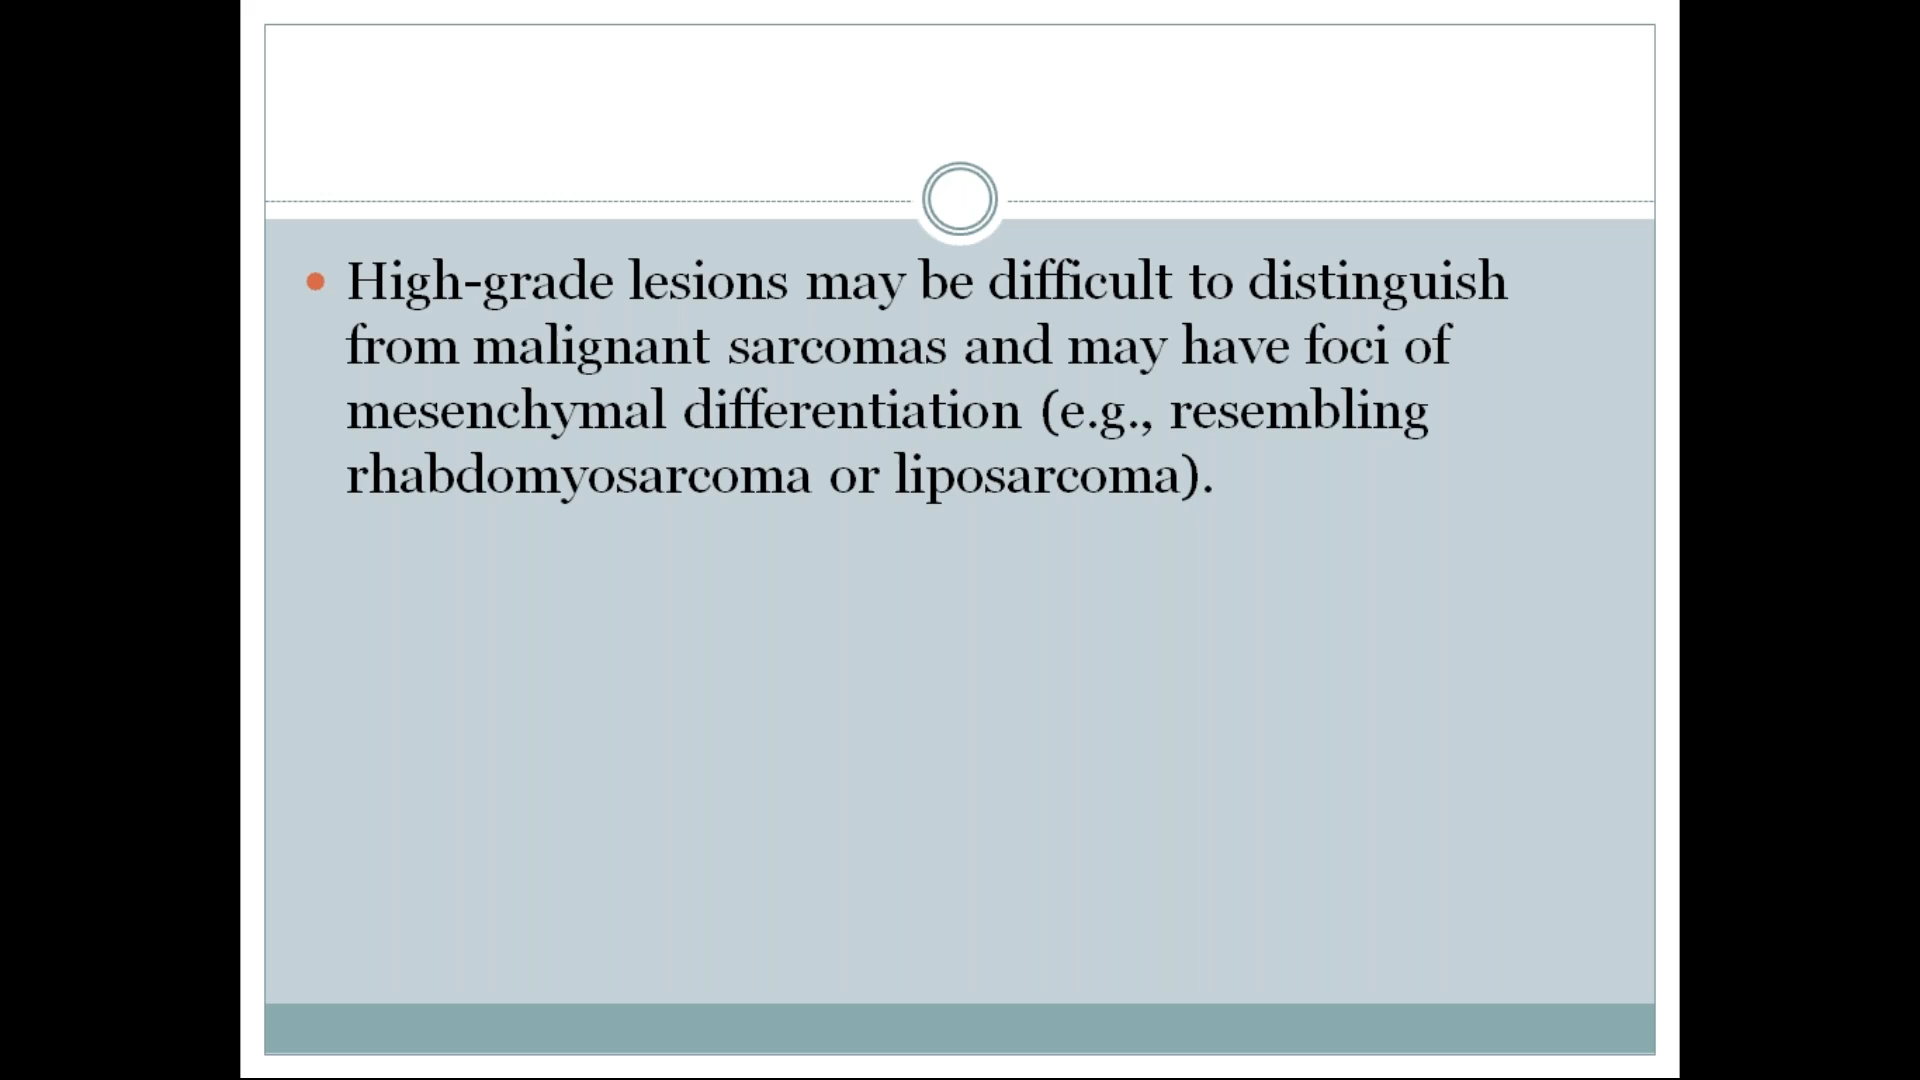 • High-grade lesions may be difficult to distinguish
from malignant sarcomas and may have foci of
mesenchymal differentiation (e.g., resembling
rhabdomyosarcoma or liposarcoma).